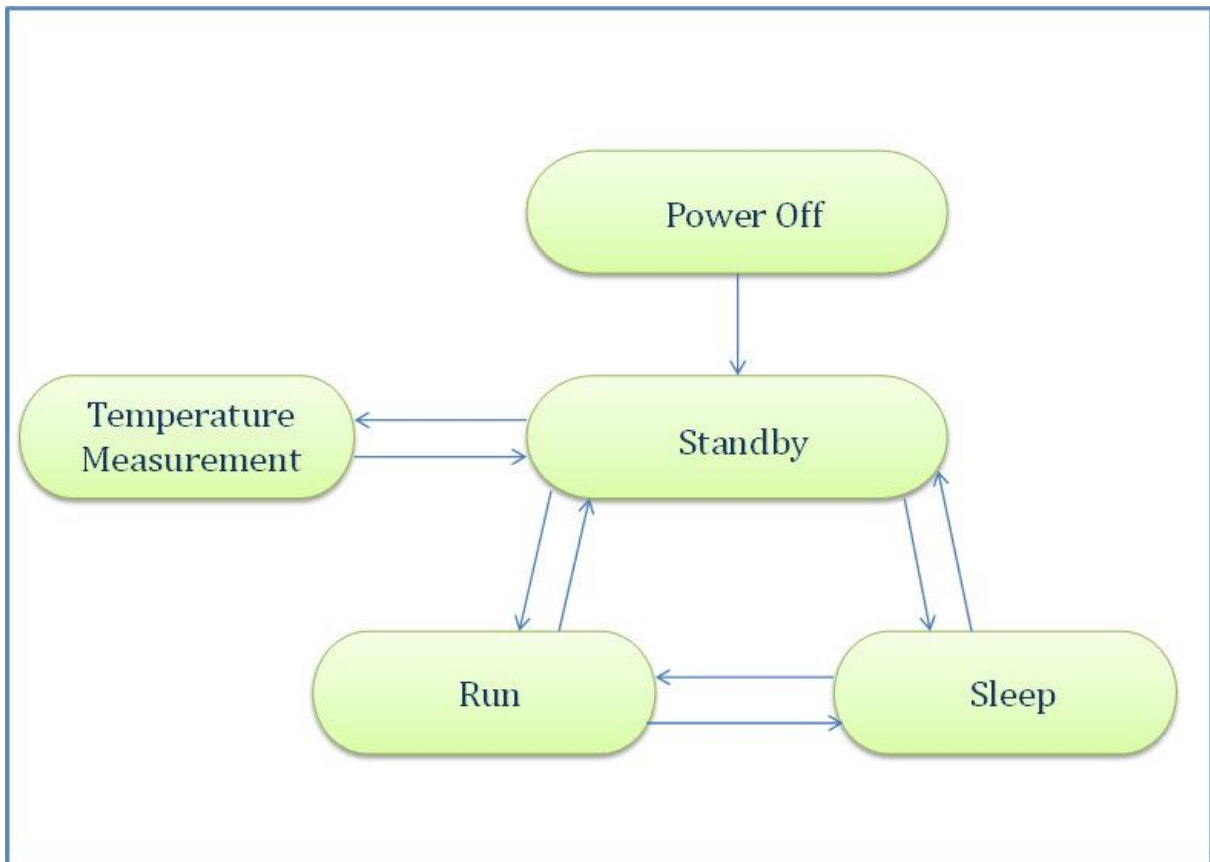 Power Off
Temperature
Measurement
Standby
Run
Sleep